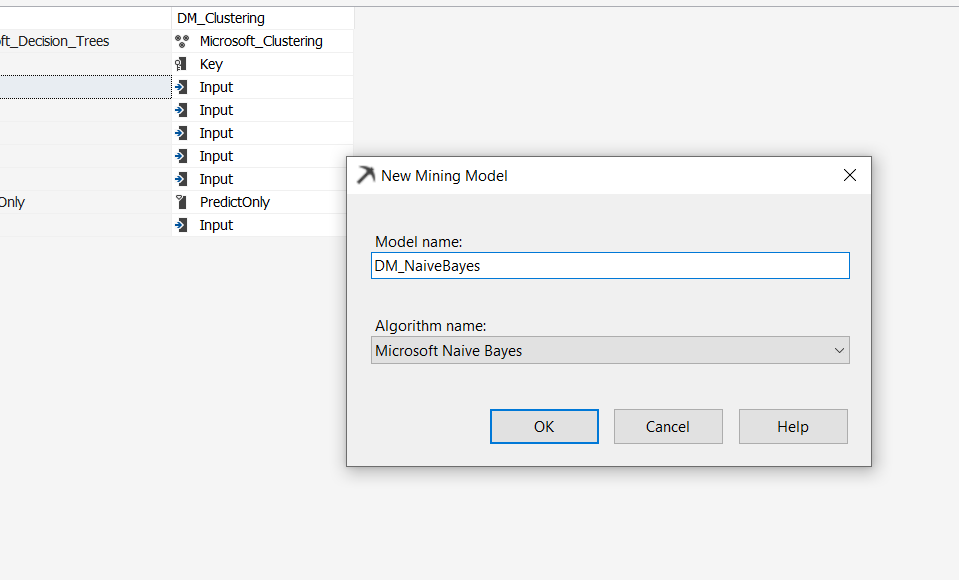 DM_Clustering
ft_Decision_Trees Microsoft_Clustering
Key
Input
Input
Input
Input
Input
Only PredictOnly
Input
New Mining Model
Model name:
DM_NaiveBayes
Algorithm name:
Microsoft Naive Bayes
OK Cancel Help